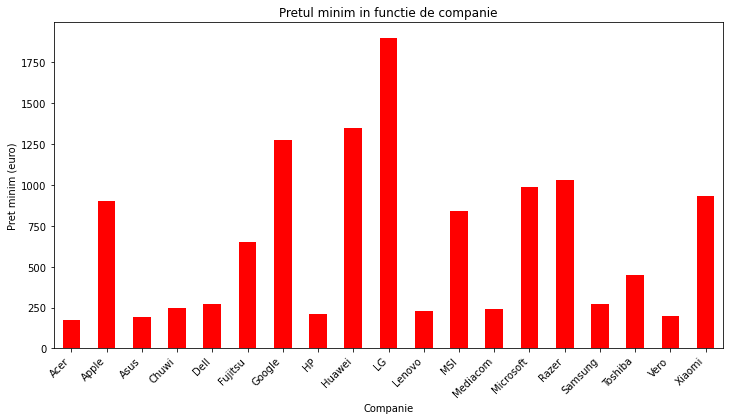 Pretul minim in functie de companie
Pret minim (euro)
1750
1500
1250
1000
750
500
250
0
Acer
Apple
Asus
Chuwi
Dell
Fujitsu
Google
HP
Huawei
LG
Lenovo
MSI
Mediacom
Microsoft
Razer
Samsung
Toshiba
Vero
Xiaomi
Companie